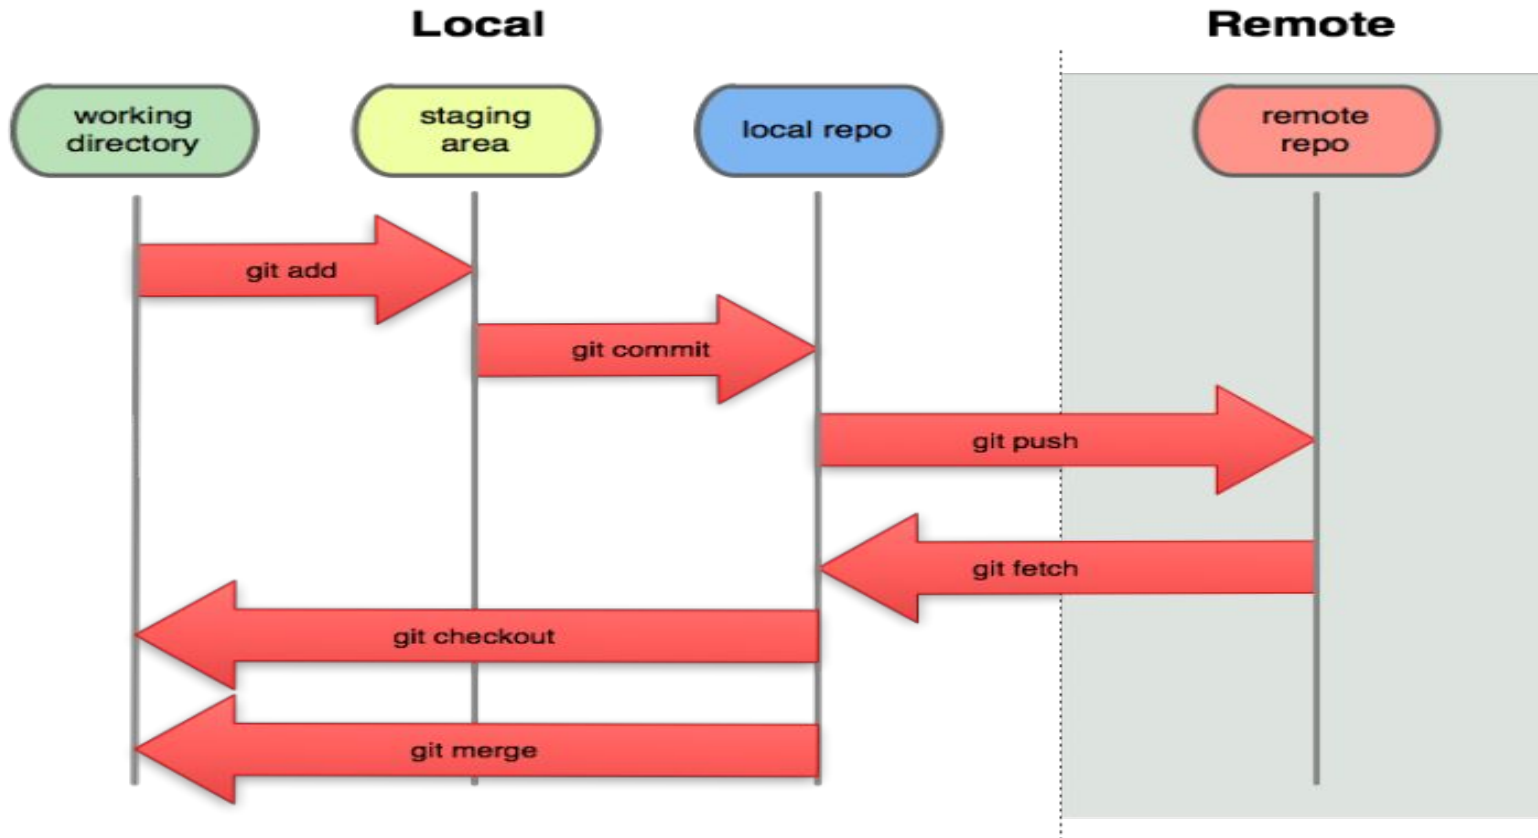 Local
Remote
working
directory
staging
area
local repo
remote
repo
git add
git commit
git push
git fetch
git checkout
git merge